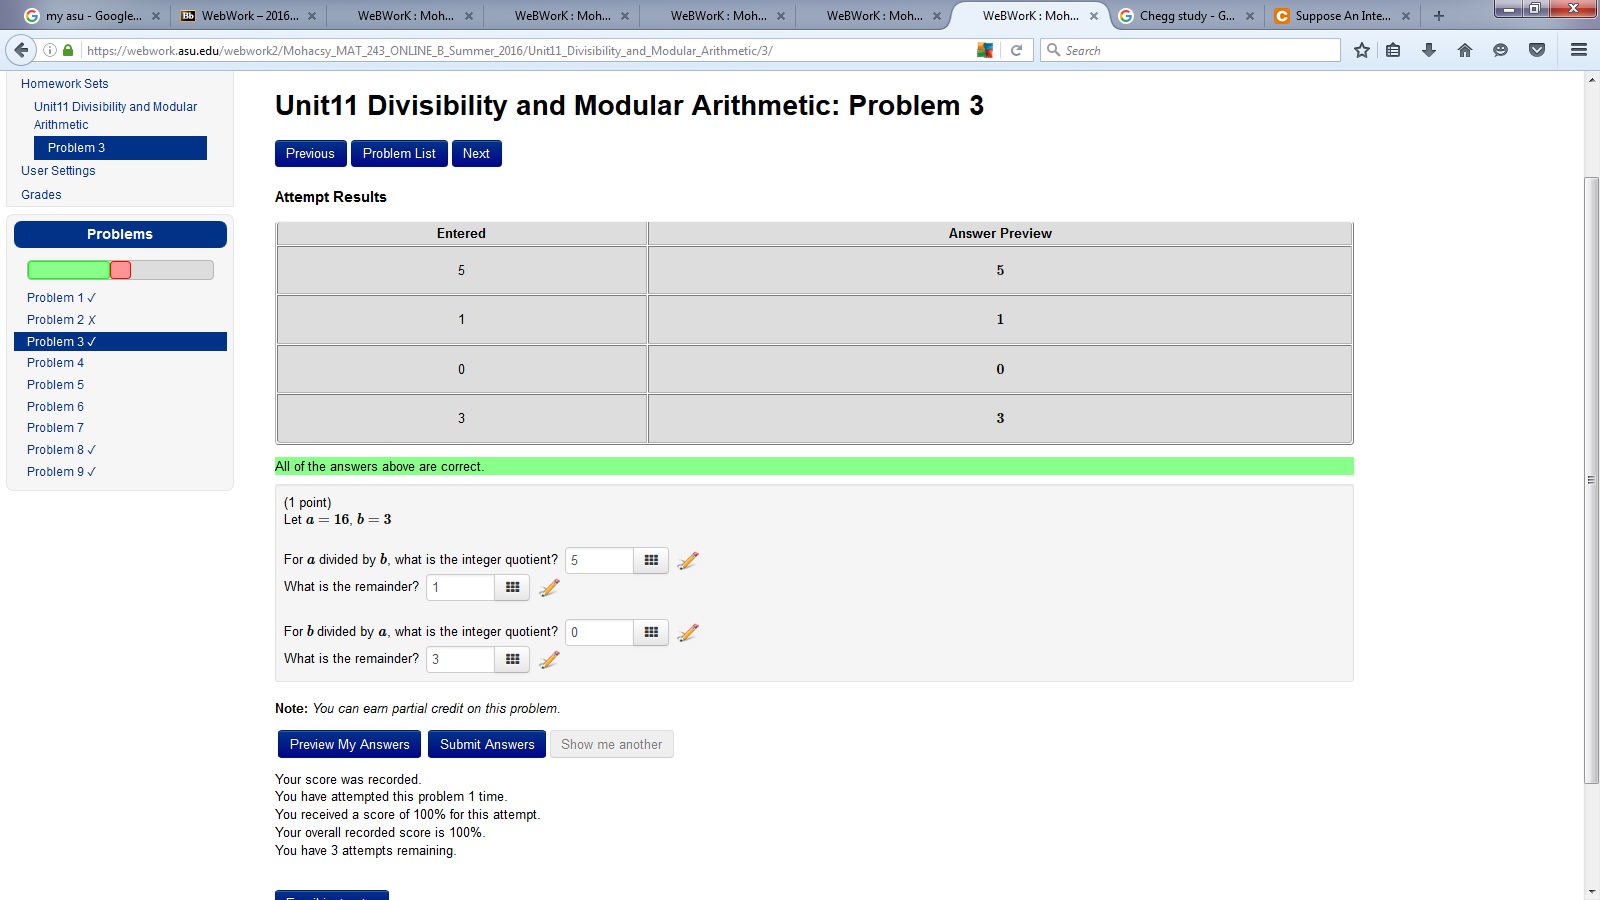 my asu - Google...
WebWork – 2016...
WeBWorK : Moh...
WeBWorK : Moh...
WeBWorK : Moh...
WeBWorK : Moh...
WeBWorK : Moh...
Chegg study - G...
Suppose An Inte...
https://webwork.asu.edu/webwork2/Mohacsy_MAT_243_ONLINE_B_Summer_2016/Unit11_Divisibility_and_Modular_Arithmetic/3/
Search
Homework Sets
Unit11 Divisibility and Modular
Arithmetic
Problem 3
User Settings
Grades
Problems
Problem 1 ✓
Problem 2 ✗
Problem 3 ✓
Problem 4
Problem 5
Problem 6
Problem 7
Problem 8 ✓
Problem 9 ✓
Unit11 Divisibility and Modular Arithmetic: Problem 3
Previous Problem List Next
Attempt Results
Entered Answer Preview
5 5
1 1
0 0
3 3
All of the answers above are correct.
(1 point)
Let a = 16, b = 3
For a divided by b, what is the integer quotient? 5
What is the remainder? 1
For b divided by a, what is the integer quotient? 0
What is the remainder? 3
Note: You can earn partial credit on this problem.
Preview My Answers Submit Answers Show me another
Your score was recorded.
You have attempted this problem 1 time.
You received a score of 100% for this attempt.
Your overall recorded score is 100%.
You have 3 attempts remaining.